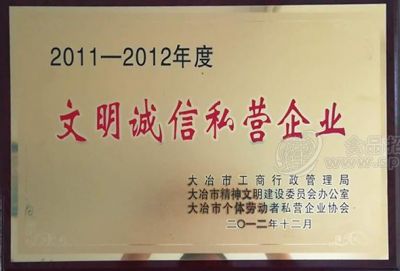 2011—2012年度
文明诚信私营企业
大冶市工商行政管理局
大冶市精神文明建设委员会办公室
大冶市个体劳动者私营企业协会
二〇一二年十二月
食品招